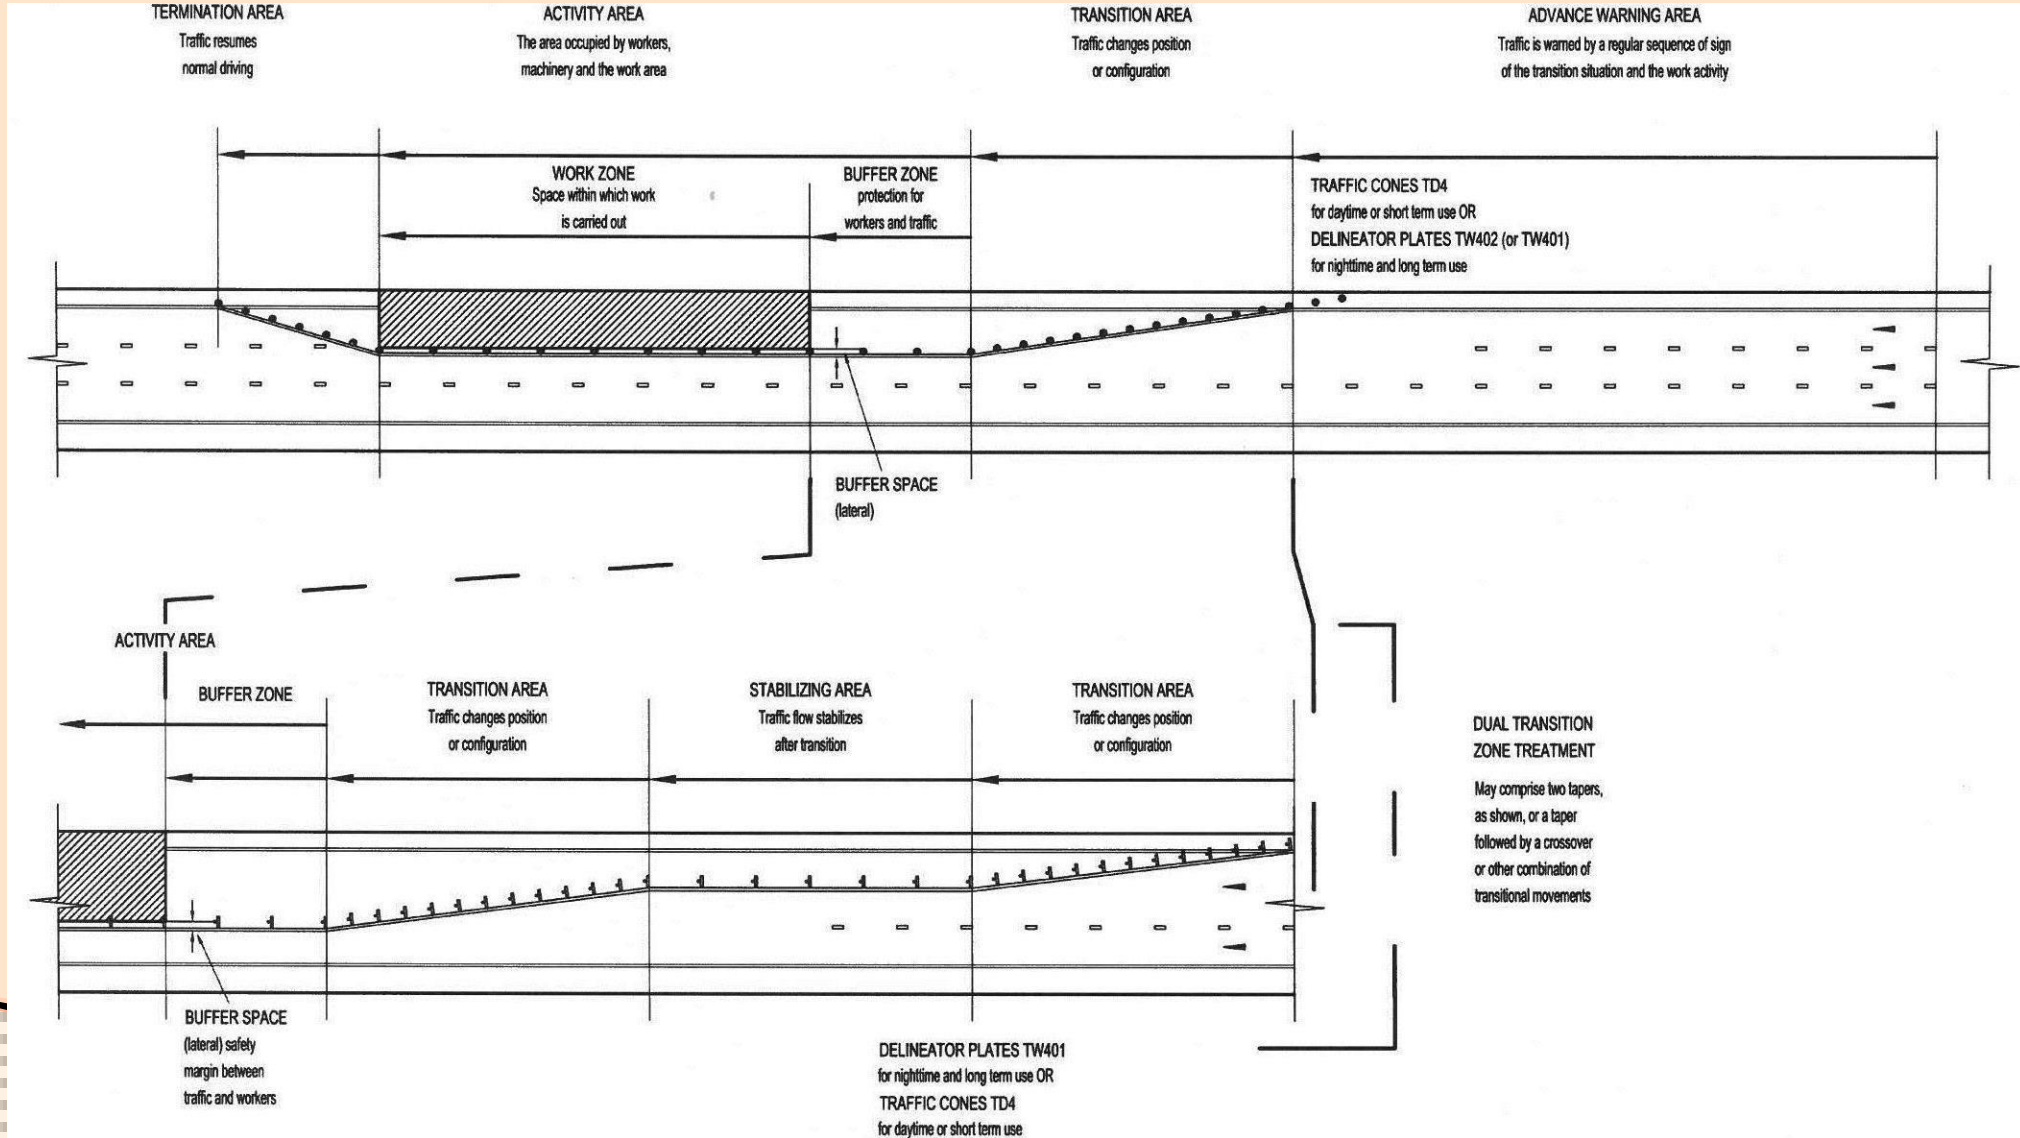 TERMINATION AREA
Traffic resumes
normal driving
ACTIVITY AREA
The area occupied by workers,
machinery and the work area
TRANSITION AREA
Traffic changes position
or configuration
ADVANCE WARNING AREA
Traffic is warned by a regular sequence of sign
of the transition situation and the work activity
WORK ZONE
Space within which work
is carried out
BUFFER ZONE
protection for
workers and traffic
TRAFFIC CONES TD4
for daytime or short term use OR
DELINEATOR PLATES TW402 (or TW401)
for nighttime and long term use
BUFFER SPACE
(lateral)
ACTIVITY AREA
BUFFER ZONE
TRANSITION AREA
Traffic changes position
or configuration
STABILIZING AREA
Traffic flow stabilizes
after transition
TRANSITION AREA
Traffic changes position
or configuration
DUAL TRANSITION
ZONE TREATMENT
May comprise two tapers,
as shown, or a taper
followed by a crossover
or other combination of
transitional movements
BUFFER SPACE
(lateral) safety
margin between
traffic and workers
DELINEATOR PLATES TW401
for nighttime and long term use OR
TRAFFIC CONES TD4
for daytime or short term use